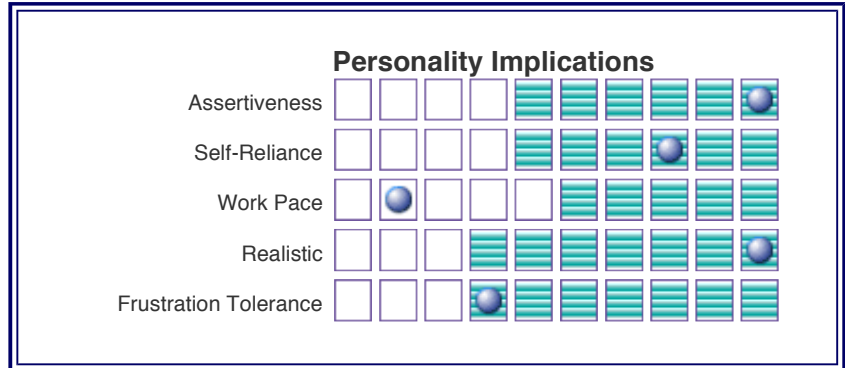 Personality Implications
Assertiveness
Self-Reliance
Work Pace
Realistic
Frustration Tolerance